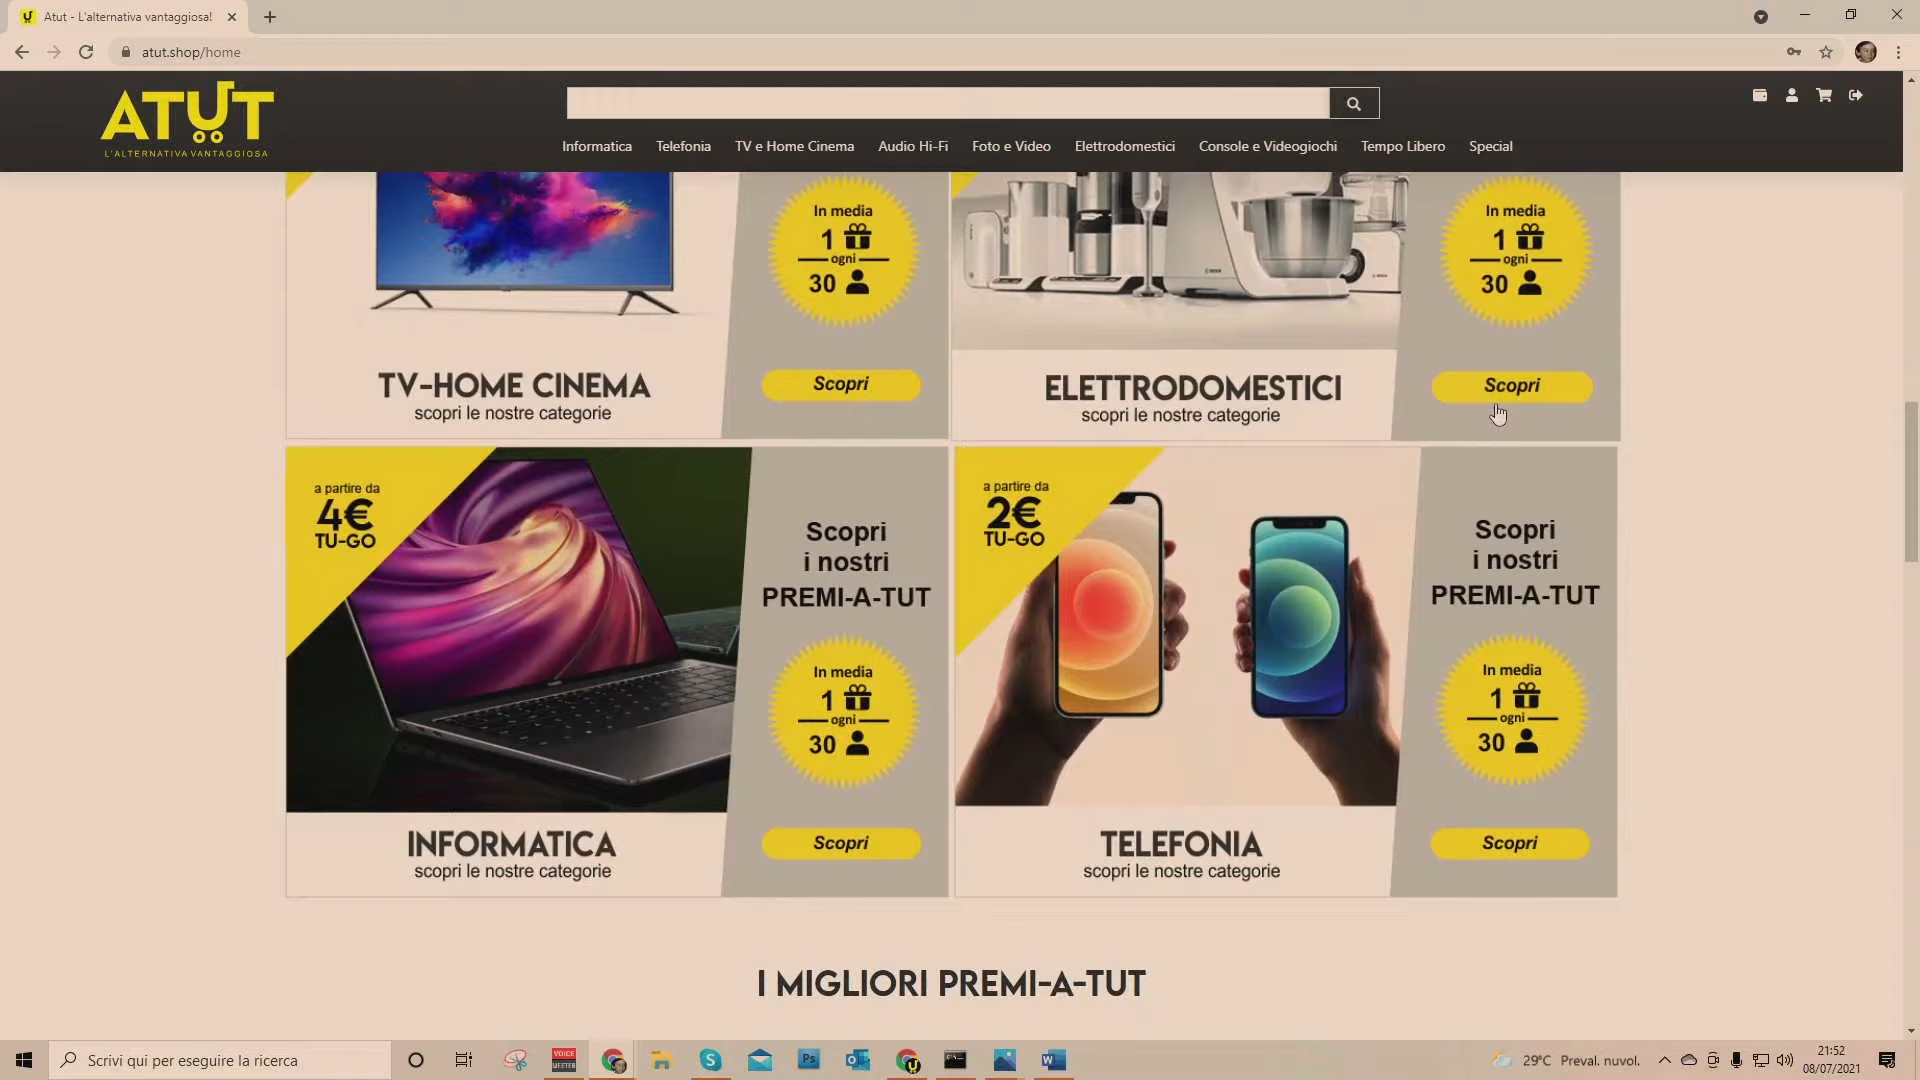 Atut - L'alternativa vantaggiosa!
atut.shop/home
ATUT
L'ALTERNATIVA VANTAGGIOSA
Informatica Telefonia TV e Home Cinema Audio Hi-Fi Foto e Video Elettrodomestici Console e Videogiochi Tempo Libero Special
In media
1
ogni
30
Scopri
TV-HOME CINEMA
scopri le nostre categorie
In media
1
ogni
30
Scopri
ELETTRODOMESTICI
scopri le nostre categorie
a partire da
4€
TU-GO
Scopri
i nostri
PREMI-A-TUT
In media
1
ogni
30
Scopri
INFORMATICA
scopri le nostre categorie
a partire da
2€
TU-GO
Scopri
i nostri
PREMI-A-TUT
In media
1
ogni
30
Scopri
TELEFONIA
scopri le nostre categorie
I MIGLIORI PREMI-A-TUT
Scrivi qui per eseguire la ricerca
VOICE
Ps
29°C Preval. nuvol.
21:52
08/07/2021